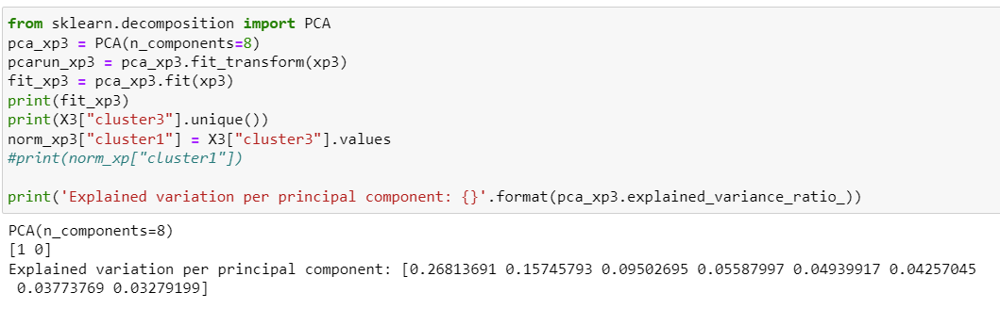 from sklearn.decomposition import PCA
pca_xp3 = PCA(n_components=8)
pcarun_xp3 = pca_xp3.fit_transform(xp3)
fit_xp3 = pca_xp3.fit(xp3)
print(fit_xp3)
print(X3["cluster3"].unique())
norm_xp3["cluster1"] = X3["cluster3"].values
#print(norm_xp["cluster1"])
print('Explained variation per principal component: {}'.format(pca_xp3.explained_variance_ratio_))
PCA(n_components=8)
[1 0]
Explained variation per principal component: [0.26813691 0.15745793 0.09502695 0.05587997 0.04939917 0.04257045
0.03773769 0.03279199]